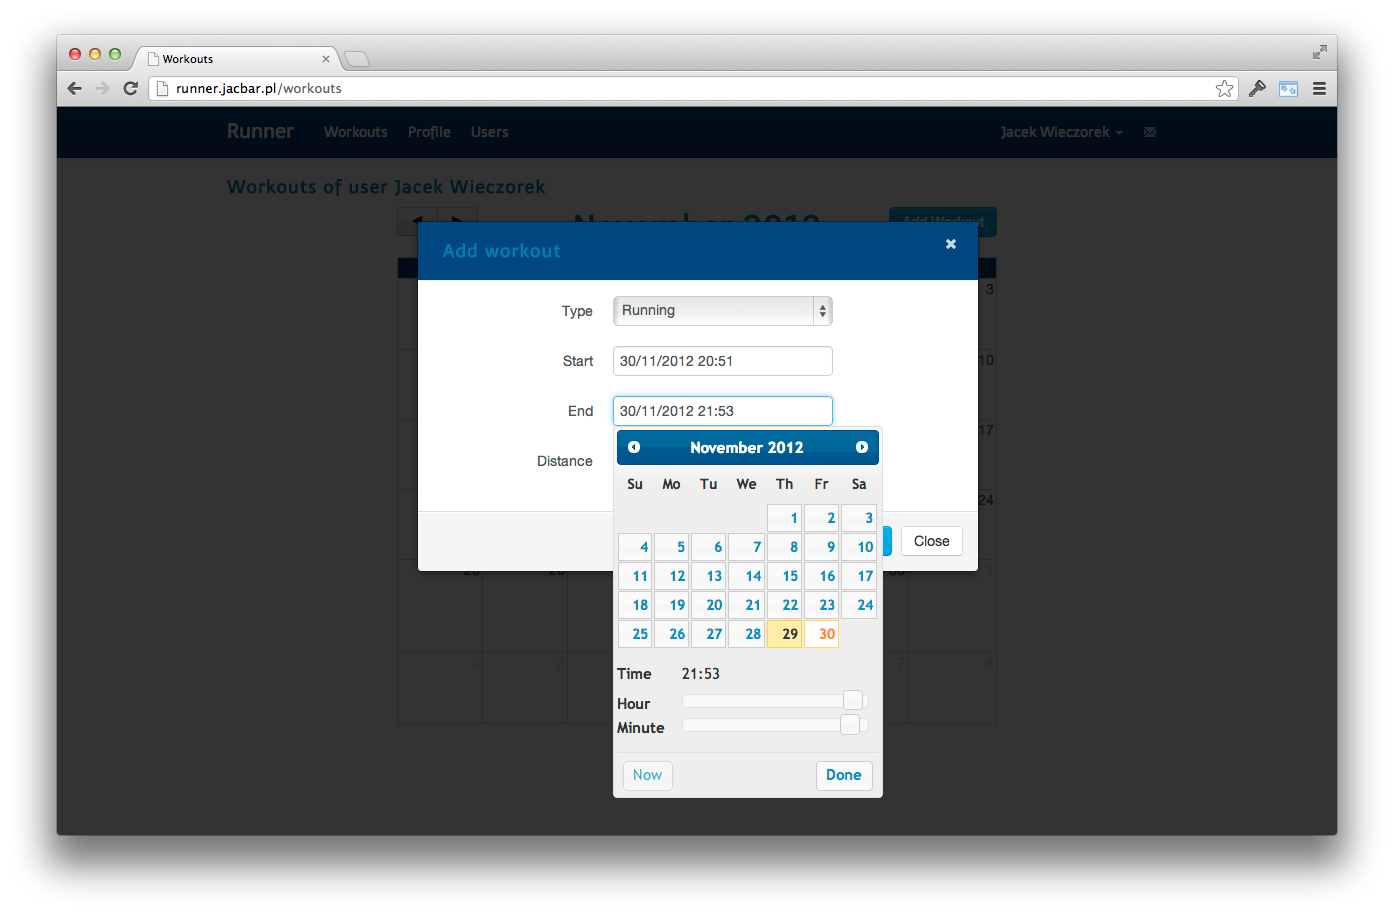 Workouts
runner.jacbar.pl/workouts
Runner Workouts Profile Users Jacek Wieczorek
Workouts of user Jacek Wieczorek
November 2012 Add Workout
Add workout
3
Type Running
10
Start 30/11/2012 20:51
End 30/11/2012 21:53
17
Distance
November 2012
Su Mo Tu We Th Fr Sa
24
1 2 3
Close
4 5 6 7 8 9 10
11 12 13 14 15 16 17
18 19 20 21 22 23 24
25 26 27 28 29 30
2 3 7 8
Time 21:53
Hour
Minute
Now Done